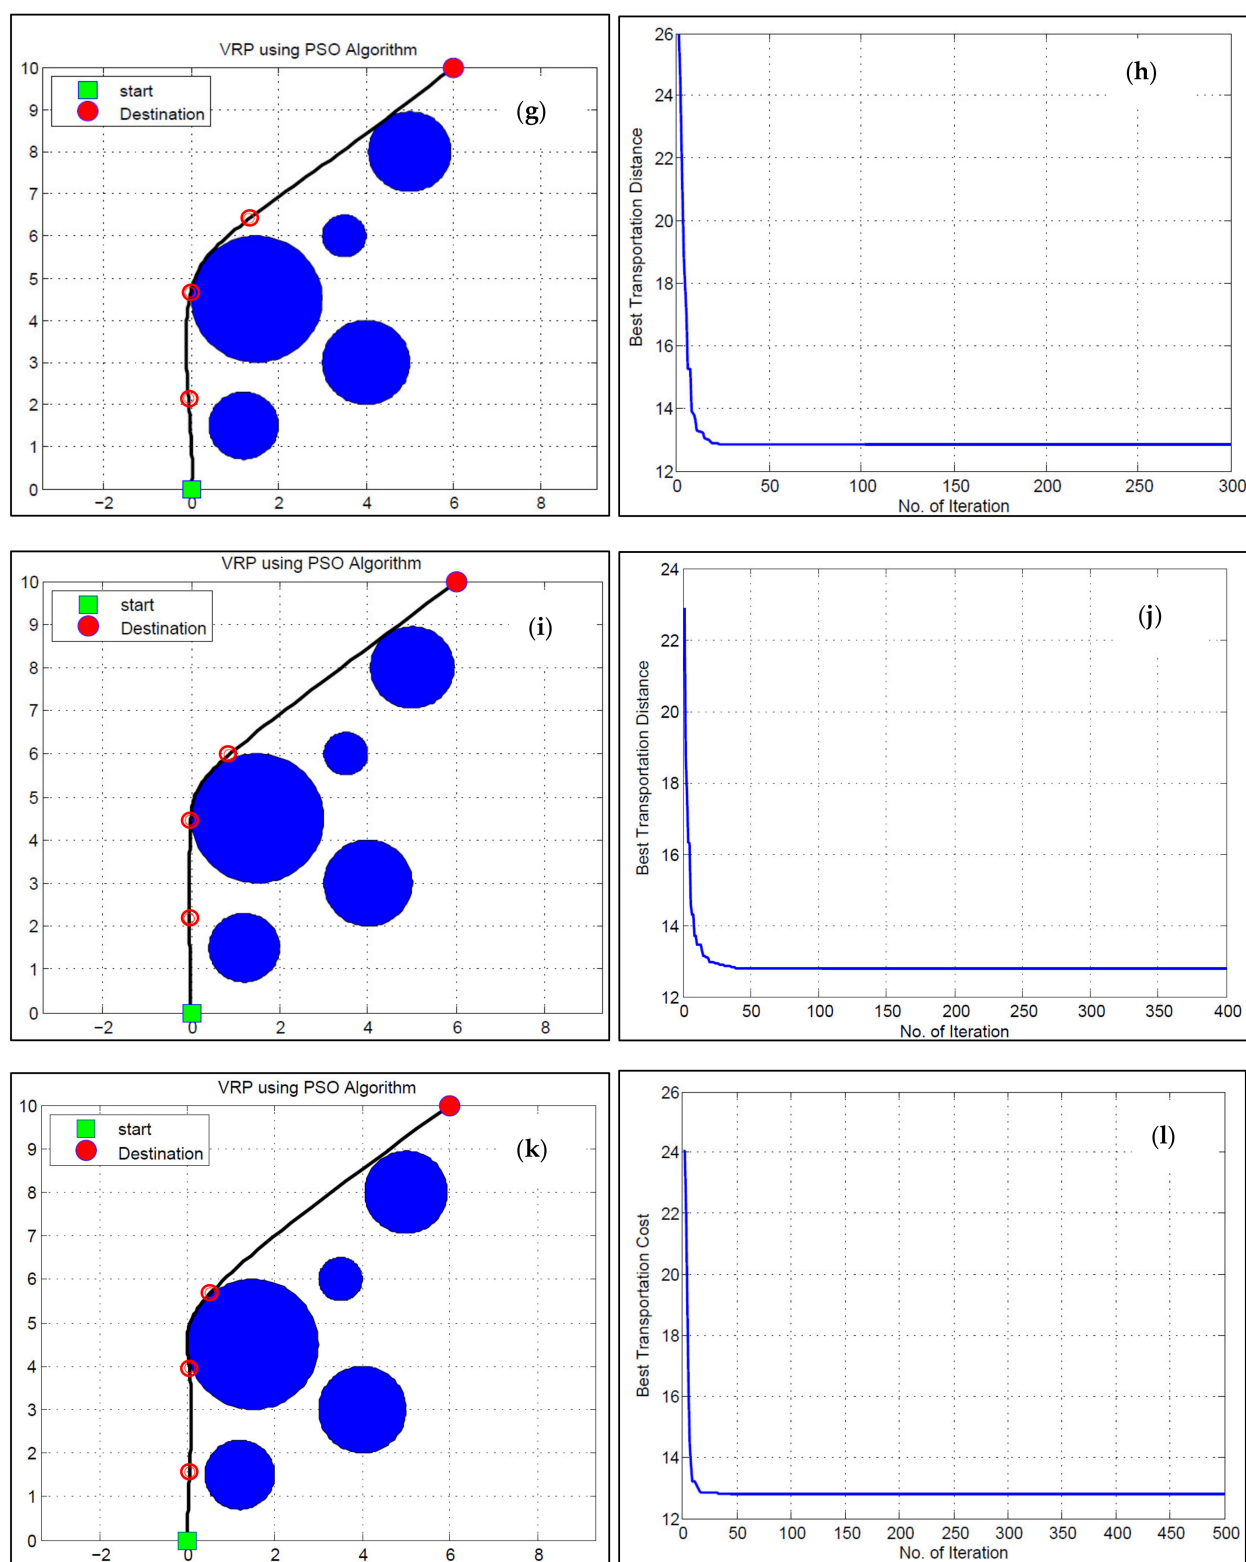 VRP using PSO Algorithm
start
Destination
(g)
10
9
8
7
6
5
4
3
2
1
0
−2 0 2 4 6 8
(h)
Best Transportation Distance
26
24
22
20
18
16
14
12
0 50 100 150 200 250 300
No. of Iteration
VRP using PSO Algorithm
start
Destination
(i)
10
9
8
7
6
5
4
3
2
1
0
−2 0 2 4 6 8
(j)
Best Transportation Distance
24
22
20
18
16
14
12
0 50 100 150 200 250 300 350 400
No. of Iteration
VRP using PSO Algorithm
start
Destination
(k)
10
9
8
7
6
5
4
3
2
1
0
−2 0 2 4 6 8
(l)
Best Transportation Cost
26
24
22
20
18
16
14
12
0 50 100 150 200 250 300 350 400 450 500
No. of Iteration